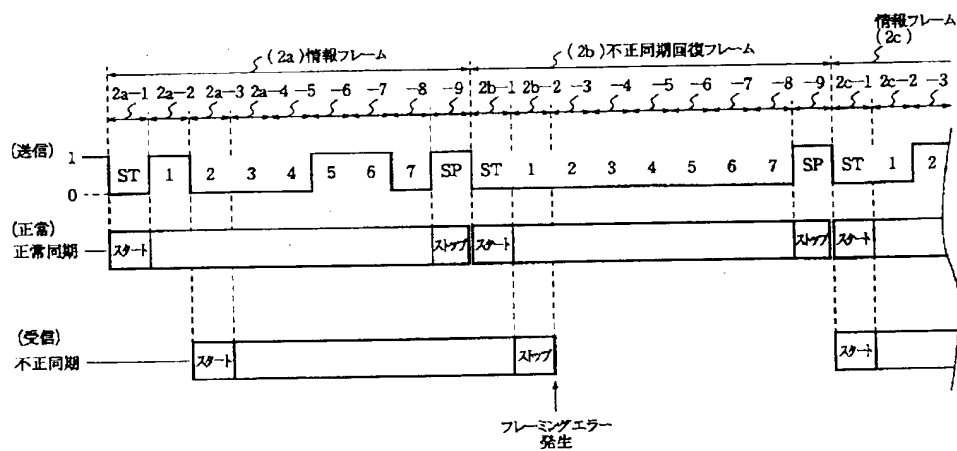 (2a)情報フレーム
(2b)不正同期回復フレーム
情報フレーム
(2c)
2a-1 2a-2 2a-3 2a-4 -5 -6 -7 -8 -9 2b-1 2b-2 -3 -4 -5 -6 -7 -8 -9 2c-1 2c-2 -3
(送信) 1
0
ST 1 2 3 4 5 6 7 SP ST 1 2 3 4 5 6 7 SP ST 1 2
(正常)
正常同期
スタート ストップ スタート ストップ スタート
(受信)
不正同期
スタート ストップ スタート
フレーミングエラー
発生